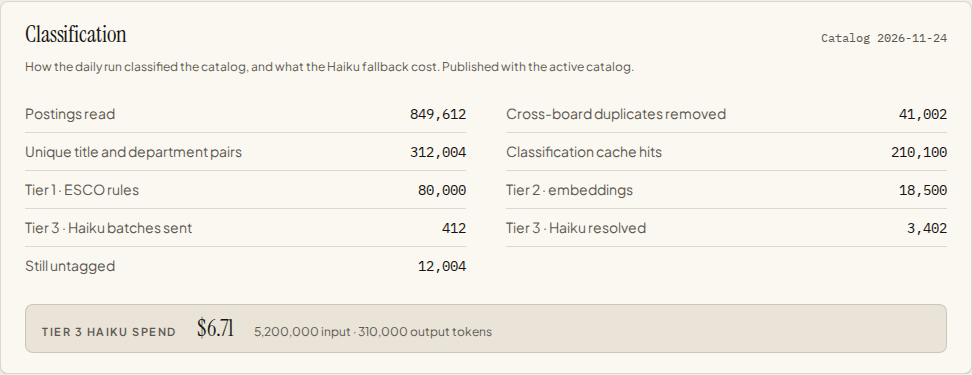 Classification
Catalog 2026-11-24
How the daily run classified the catalog, and what the Haiku fallback cost. Published with the active catalog.
Postings read 849,612
Cross-board duplicates removed 41,002
Unique title and department pairs 312,004
Classification cache hits 210,100
Tier 1 · ESCO rules 80,000
Tier 2 · embeddings 18,500
Tier 3 · Haiku batches sent 412
Tier 3 · Haiku resolved 3,402
Still untagged 12,004
TIER 3 HAIKU SPEND $6.71 5,200,000 input · 310,000 output tokens